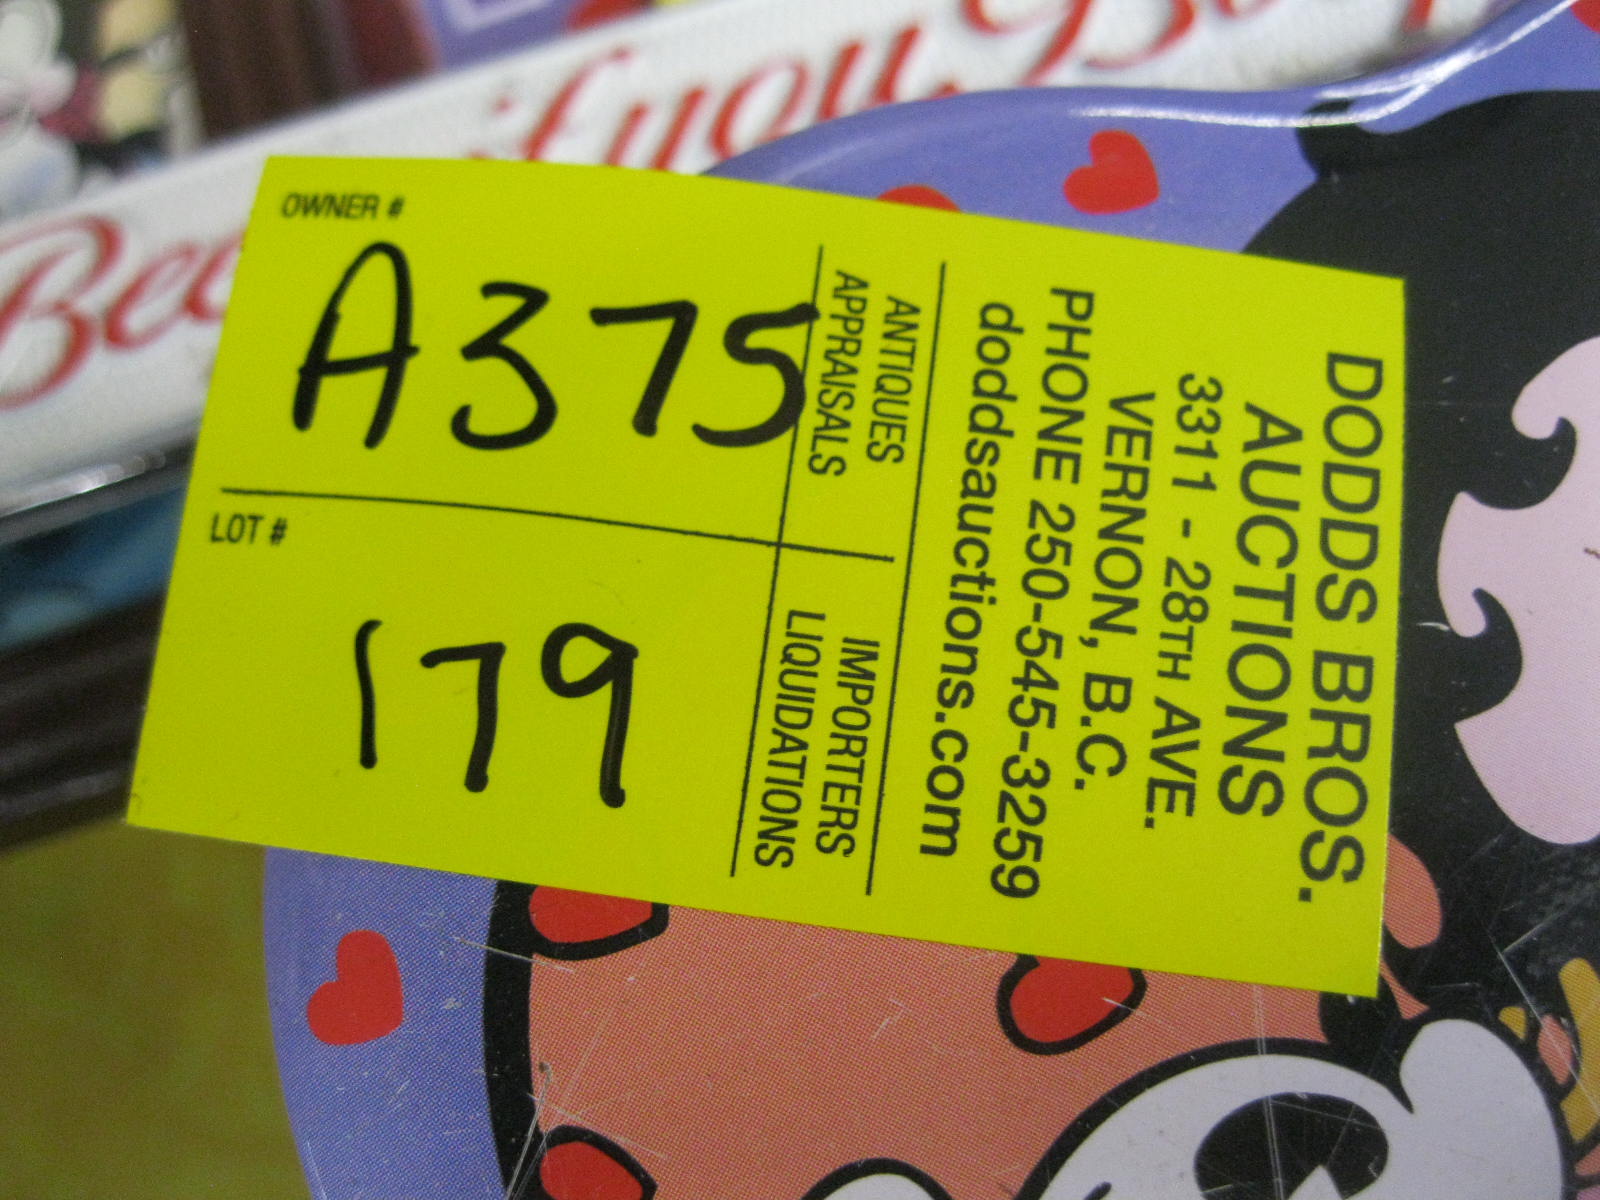 OWNER #
A375
LOT #
179
ANTIQUES
APPRAISALS
IMPORTERS
LIQUIDATIONS
DODDS BROS.
AUCTIONS
3311 - 28TH AVE.
VERNON, B.C.
PHONE 250-545-3259
doddsauctions.com
you